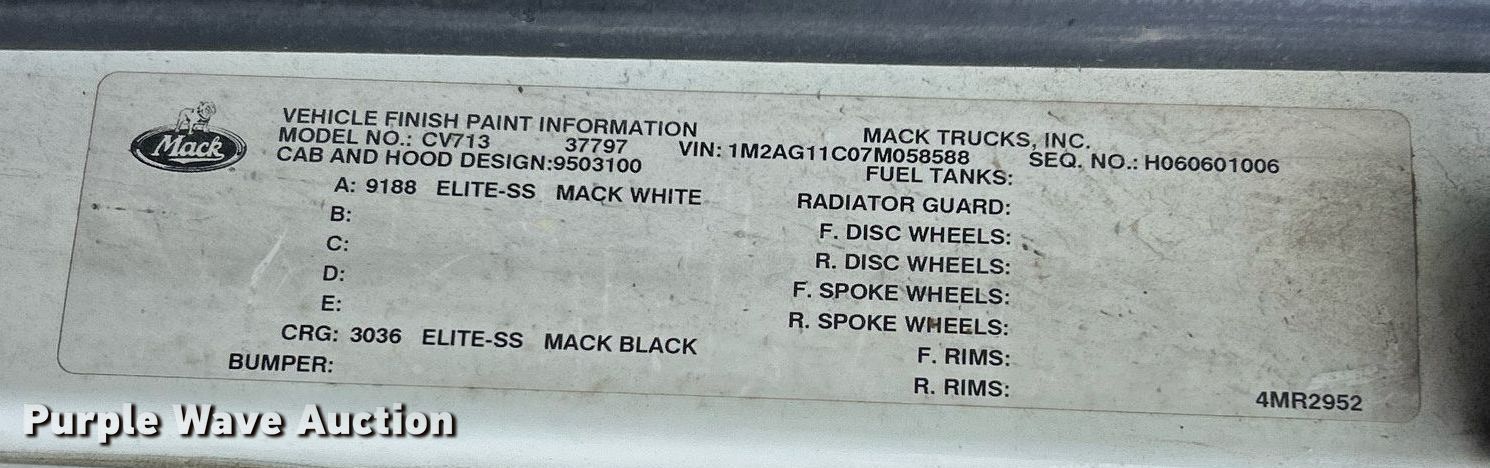 Mack
VEHICLE FINISH PAINT INFORMATION MACK TRUCKS, INC.
MODEL NO.: CV713 37797 VIN: 1M2AG11C07M058588 SEQ. NO.: H060601006
CAB AND HOOD DESIGN:9503100 FUEL TANKS:
A: 9188 ELITE-SS MACK WHITE RADIATOR GUARD:
B: F. DISC WHEELS:
C: R. DISC WHEELS:
D: F. SPOKE WHEELS:
E: R. SPOKE WHEELS:
CRG: 3036 ELITE-SS MACK BLACK F. RIMS:
BUMPER: R. RIMS:
4MR2952
Purple Wave Auction